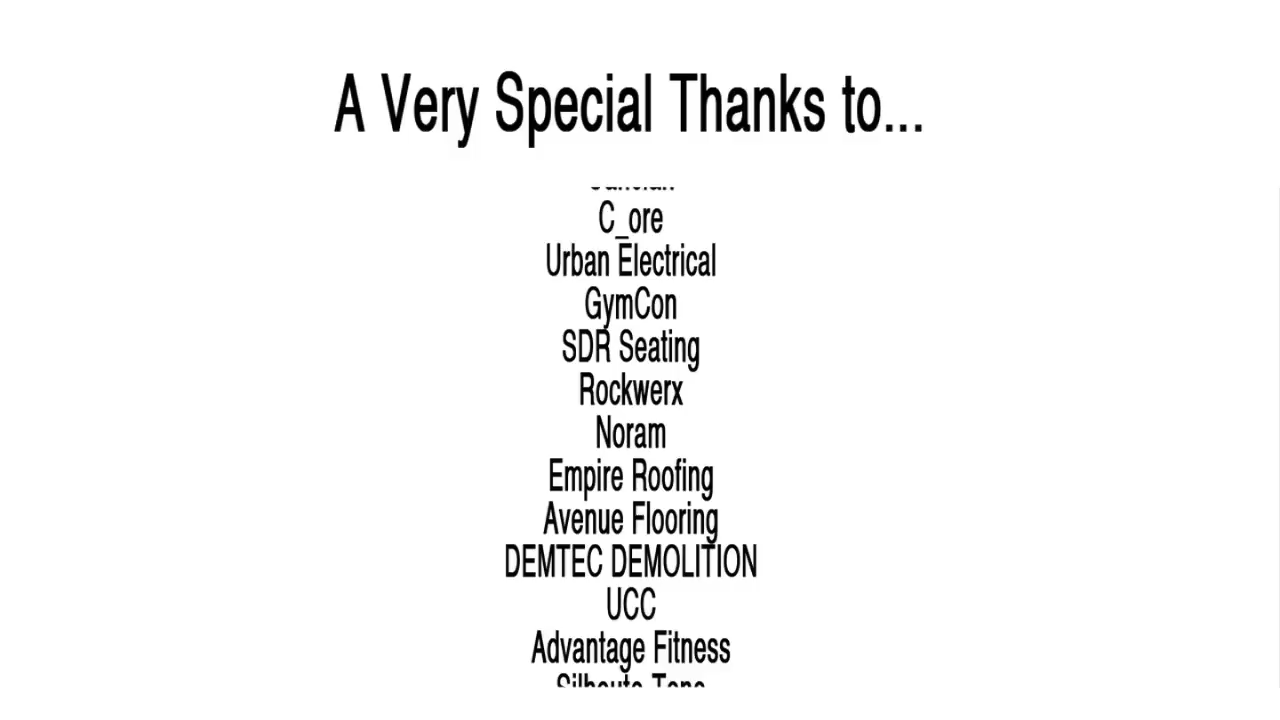 A Very Special Thanks to...
C_ore
Urban Electrical
GymCon
SDR Seating
Rockwerx
Noram
Empire Roofing
Avenue Flooring
DEMTEC DEMOLITION
UCC
Advantage Fitness